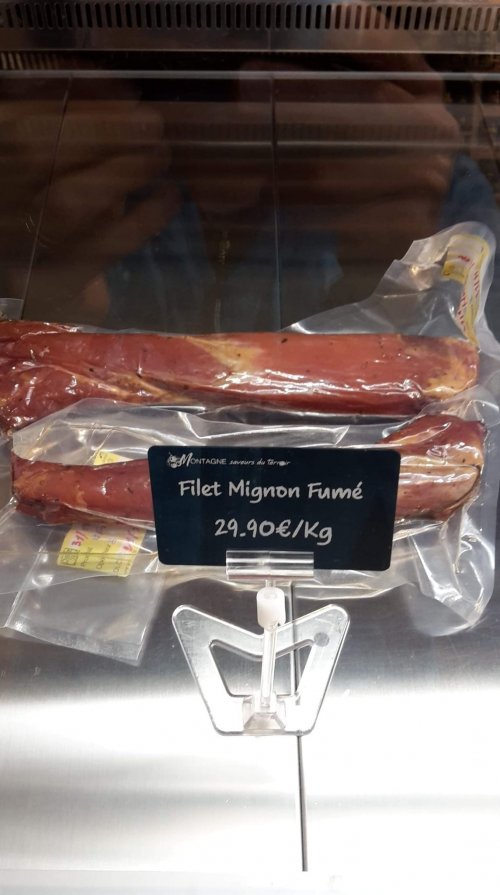 MONTAGNE saveurs du terroir
Filet Mignon Fumé
29.90€/Kg